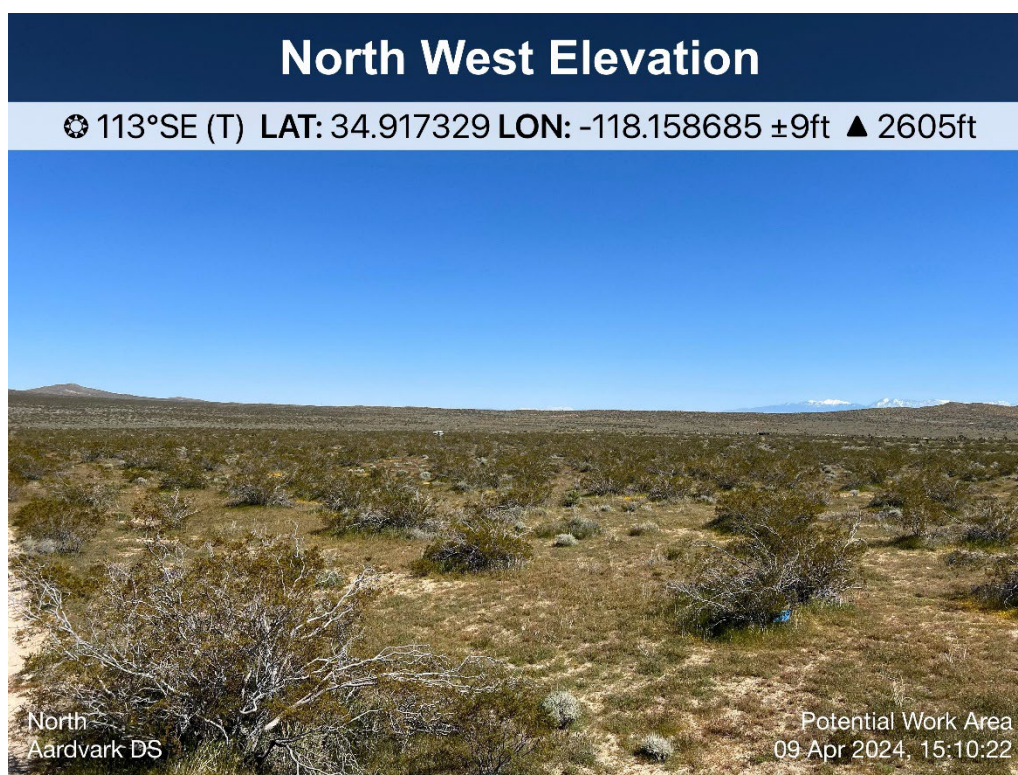 North West Elevation
113°SE (T) LAT: 34.917329 LON: -118.158685 ±9ft ▲ 2605ft
North
Aardvark DS
Potential Work Area
09 Apr 2024, 15:10:22